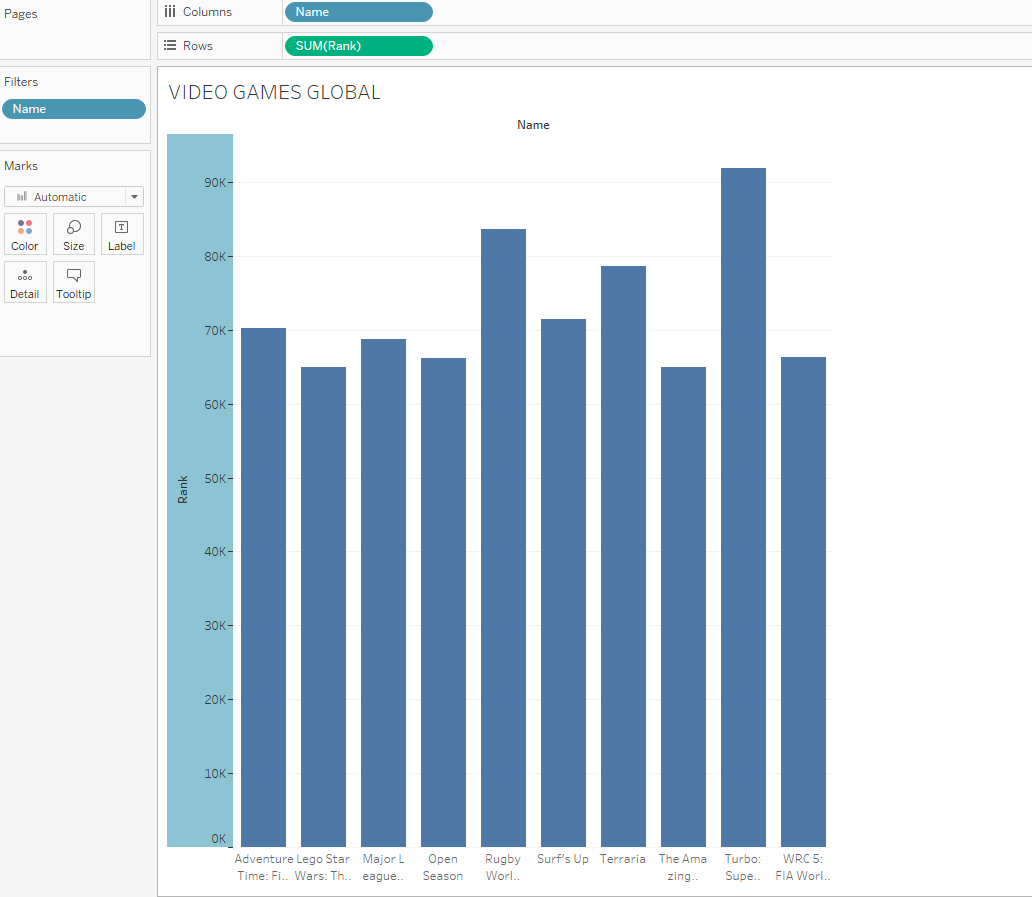 Pages
Columns
Name
Rows
SUM(Rank)
Filters
Name
Marks
Automatic
Color
Size
Label
Detail
Tooltip
VIDEO GAMES GLOBAL
Name
Rank
90K
80K
70K
60K
50K
40K
30K
20K
10K
0K
Adventure
Time: Fi..
Lego Star
Wars: Th..
Major L
eague..
Open
Season
Rugby
Worl..
Surf's Up
Terraria
The Ama
zing..
Turbo:
Supe..
WRC 5:
FIA Worl..